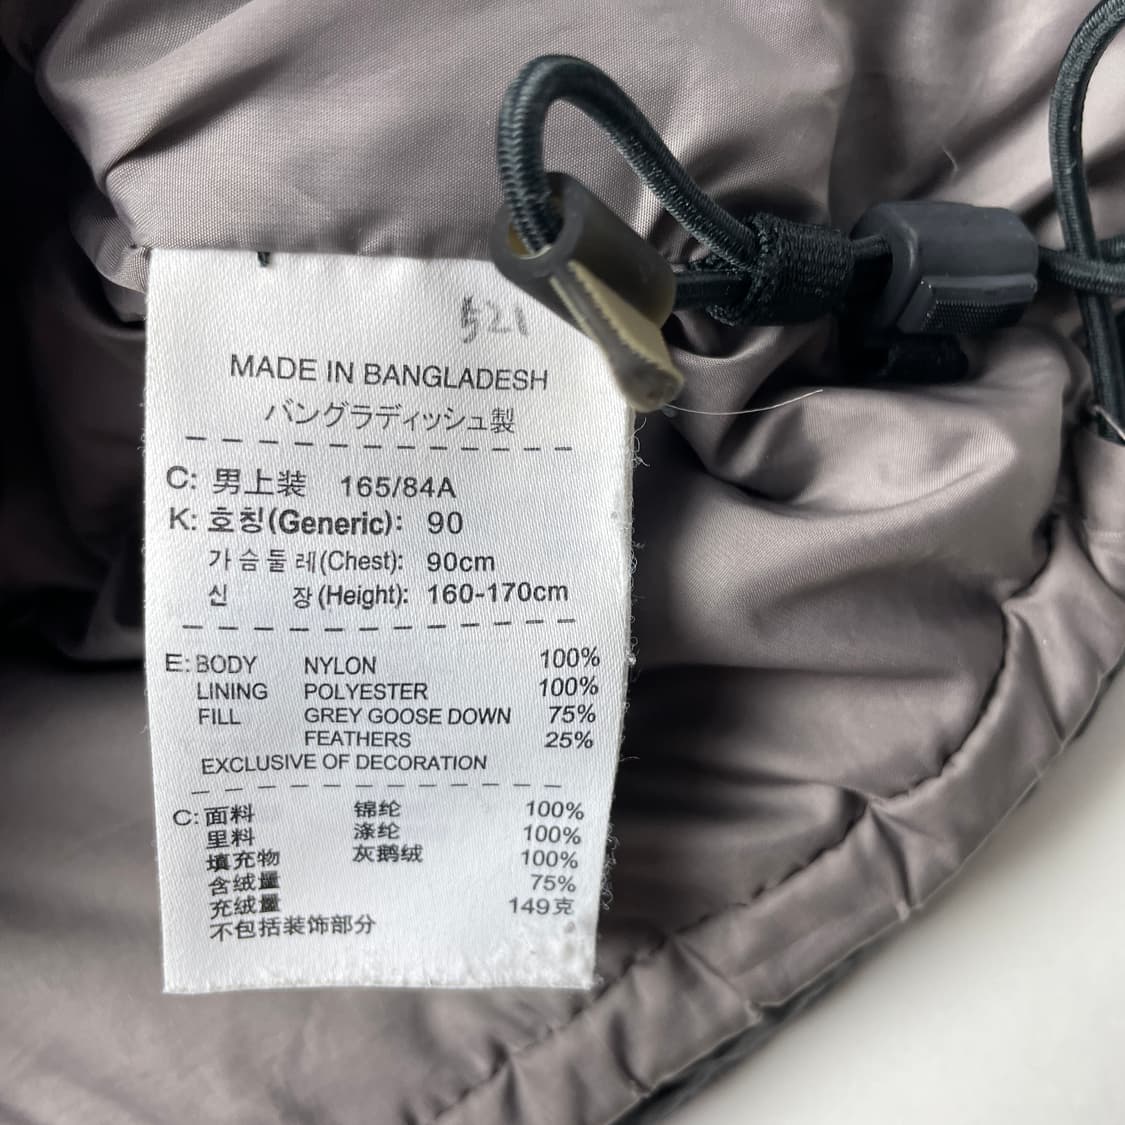 521
MADE IN BANGLADESH
バングラディッシュ製
C: 男上装 165/84A
K: 호칭(Generic): 90
가슴둘레(Chest): 90cm
신 장(Height): 160-170cm
E: BODY NYLON 100%
LINING POLYESTER 100%
FILL GREY GOOSE DOWN 75%
FEATHERS 25%
EXCLUSIVE OF DECORATION
C: 面料 锦纶 100%
里料 涤纶 100%
填充物 灰鹅绒 100%
含绒量 75%
充绒量 149克
不包括装饰部分